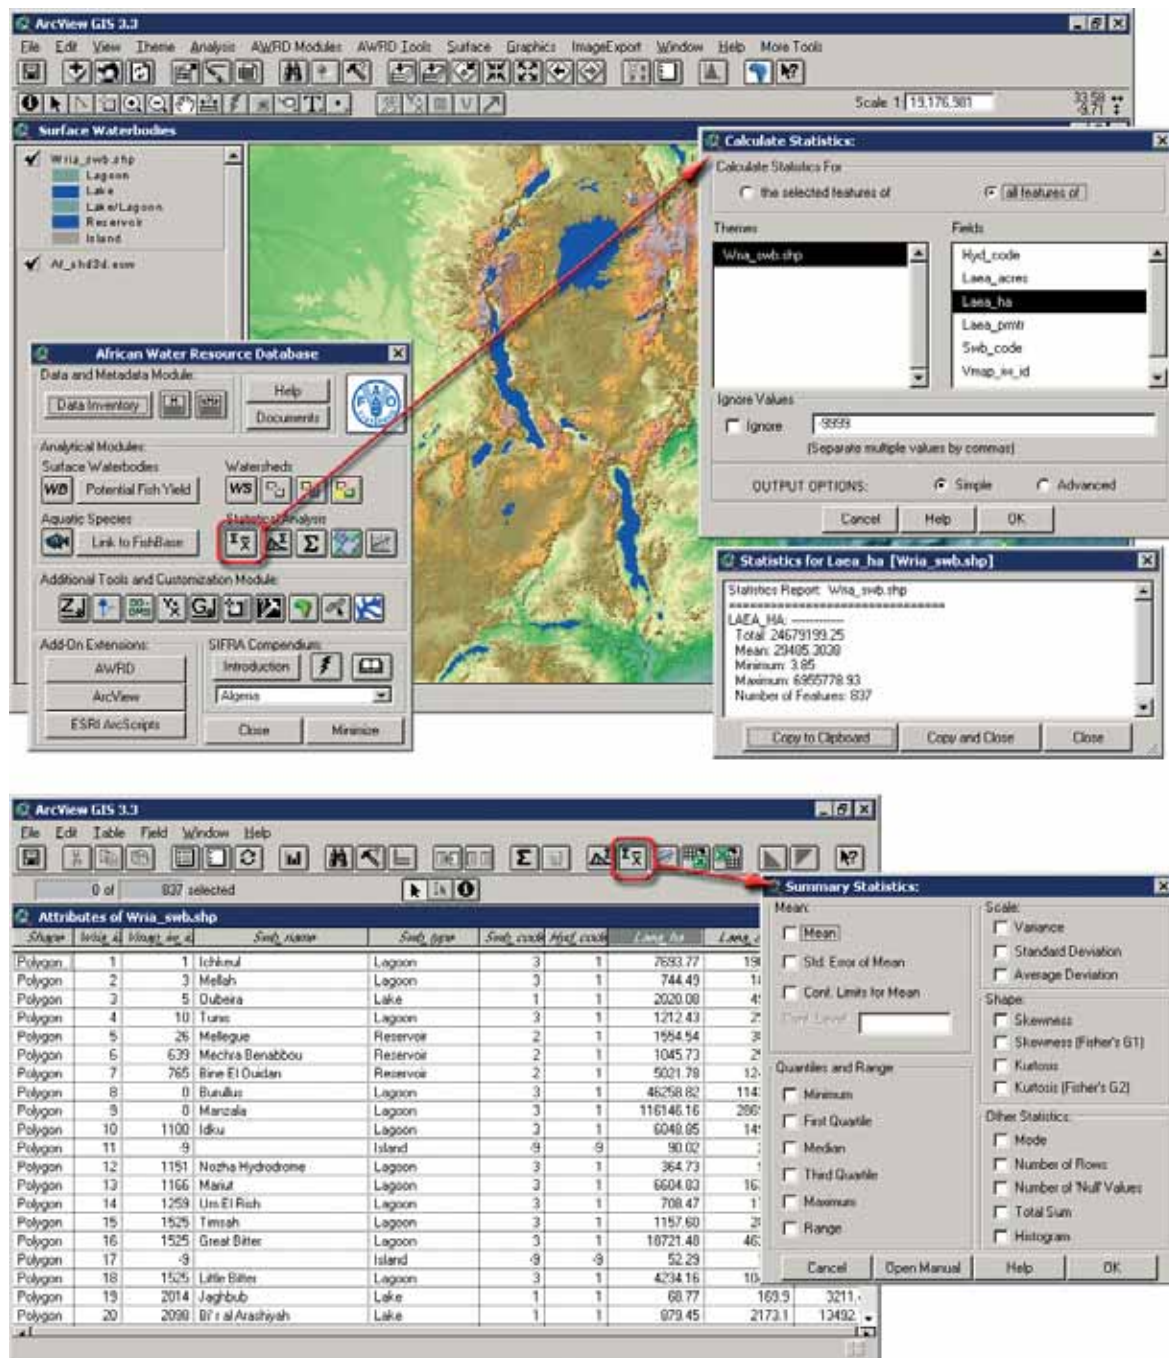 ArcView GIS 3.3
File Edit View Theme Analysis AWRD Modules AWRD Tools Surface Graphics ImageExport Window Help More Tools
Scale 1: 19,176,981
33.58
-9.71
Surface Waterbodies
Wria_swb.shp
Lagoon
Lake
Lake/Lagoon
Reservoir
Island
African Water Resource Database
Data and Metadata Module:
Data Inventory
Help
Documents
Analytical Modules:
Surface Waterbodies
Watersheds
WB Potential Fish Yield
WS
Aquatic Species
Statistical Analysis
Link to FishBase
Additional Tools and Customization Module:
Add-On Extensions:
SIFRA Compendium:
AWRD
Introduction
ArcView
Algeria
ESRI ArcScripts
Close
Minimize
Calculate Statistics:
Calculate Statistics For
the selected features of
all features of
Themes
Fields
Wria_swb.shp
Hyd_code
Laea_acres
Laea_ha
Laea_pmtr
Swb_code
Ignore Values
Ignore
-9999
(Separate multiple values by commas)
OUTPUT OPTIONS: Simple Advanced
Cancel Help OK
Statistics for Laea_ha [Wria_swb.shp]
Statistics Report: Wria_swb.shp
LAEA_HA: ------------
Total: 24679199.25
Mean: 29485.3038
Minimum: 3.85
Maximum: 6955778.93
Number of Features: 837
Copy to Clipboard Copy and Close Close
ArcView GIS 3.3
File Edit Table Field Window Help
0 of 837 selected
Attributes of Wria_swb.shp
Shape Swb_name Swb_type Swb_code Hyd_code Laea_ha
Polygon 1 1 Ichkeul Lagoon 3 1 7693.77
Polygon 2 3 Mellah Lagoon 3 1 744.49
Polygon 3 5 Oubeira Lake 1 1 2020.08
Polygon 4 10 Tunis Lagoon 3 1 1212.43
Polygon 5 26 Mellegue Reservoir 2 1 1554.54
Polygon 6 639 Mechra Benabbou Reservoir 2 1 1045.73
Polygon 7 765 Bine El Ouidan Reservoir 2 1 5021.78
Polygon 8 0 Burullus Lagoon 3 1 46258.82
Polygon 9 0 Manzala Lagoon 3 1 116146.16
Polygon 10 1100 Idku Lagoon 3 1 6048.85
Polygon 11 -9 Island -9 -9 90.02
Polygon 12 1151 Nozha Hydrodrome Lagoon 3 1 364.73
Polygon 13 1166 Mariut Lagoon 3 1 6604.03
Polygon 14 1259 Um El Rish Lagoon 3 1 708.47
Polygon 15 1525 Timsah Lagoon 3 1 1157.60
Polygon 16 1525 Great Bitter Lagoon 3 1 18721.48
Polygon 17 -9 Island -9 -9 52.29
Polygon 18 1525 Little Bitter Lagoon 3 1 4234.16
Polygon 19 2014 Jaghbub Lake 1 1 68.77 169.9
Polygon 20 2098 Bi'r al Arashiyah Lake 1 1 879.45 2173.1
Summary Statistics:
Mean:
Mean
Std. Error of Mean
Conf. Limits for Mean
Conf. Level:
Quantiles and Range
Minimum
First Quartile
Median
Third Quartile
Maximum
Range
Scale:
Variance
Standard Deviation
Average Deviation
Shape:
Skewness
Skewness (Fisher's G1)
Kurtosis
Kurtosis (Fisher's G2)
Other Statistics:
Mode
Number of Rows
Number of 'Null' Values
Total Sum
Histogram
Cancel Open Manual Help OK